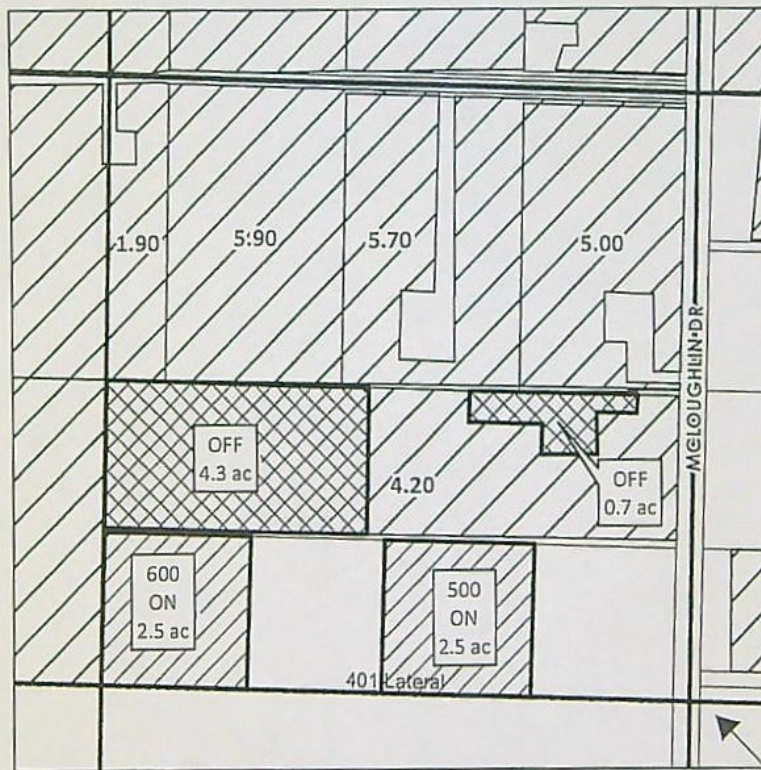 1.90
5.90
5.70
5.00
MCLOUGHLIN DR
OFF
4.3 ac
4.20
OFF
0.7 ac
600
ON
2.5 ac
500
ON
2.5 ac
401 Lateral